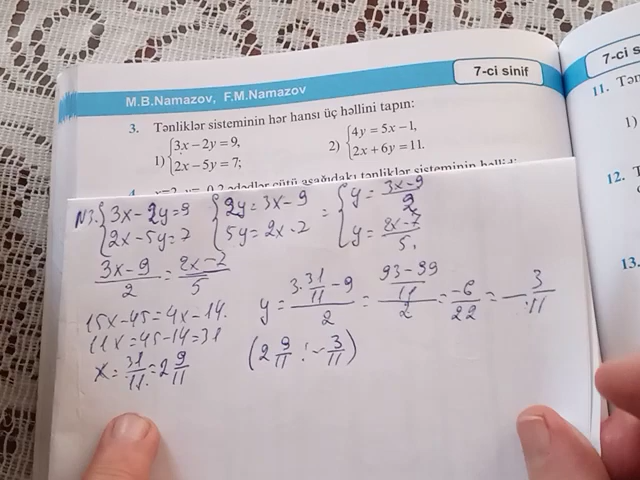 7-ci sinif
M.B.Namazov, F.M.Namazov
3. Tənliklər sisteminin hər hansı üç həllini tapın:
1) {3x − 2y = 9,
2x − 5y = 7;
2) {4y = 5x − 1,
2x + 6y = 11.
N3. {3x − 2y = 9 {2y = 3x − 9 = {y = (3x − 9)/2
{2x − 5y = 7 {5y = 2x − 7 {y = (2x − 7)/5,
(3x − 9)/2 = (2x − 7)/5
15x − 45 = 4x − 14.
11x = 45 − 14 = 31
x = 31/11 = 2 9/11
y = (3 · 31/11 − 9)/2 = ((93 − 99)/11)/2 = −6/22 = −3/11
(2 9/11 ; −3/11)
7-ci s
11. Tən
1)
12.
13.